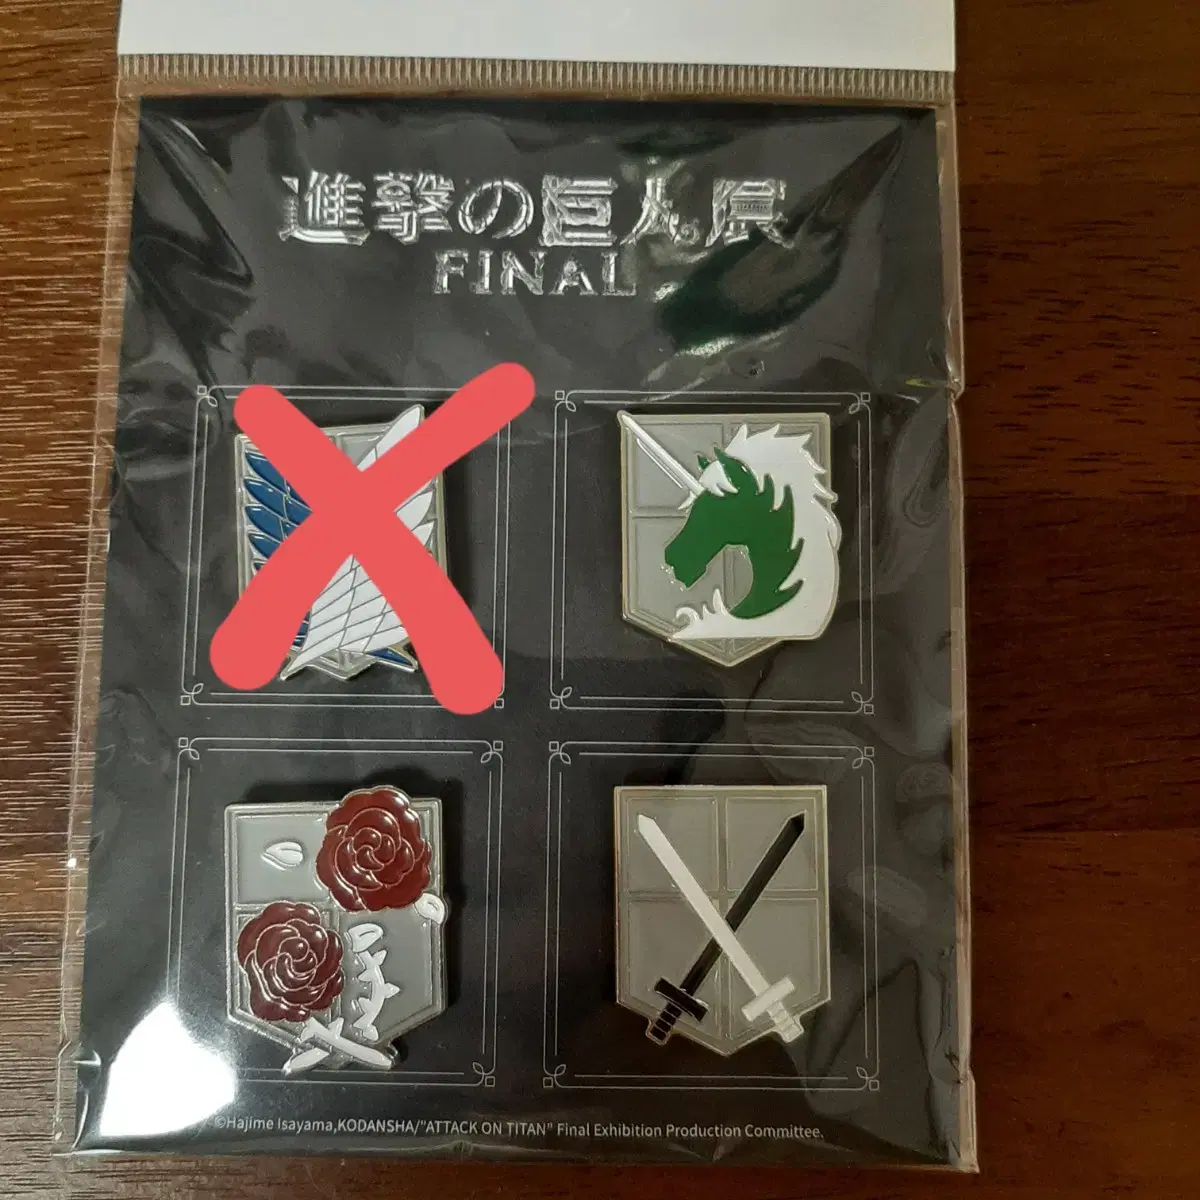 進撃の巨人展
FINAL
©Hajime Isayama,KODANSHA/"ATTACK ON TITAN" Final Exhibition Production Committee.